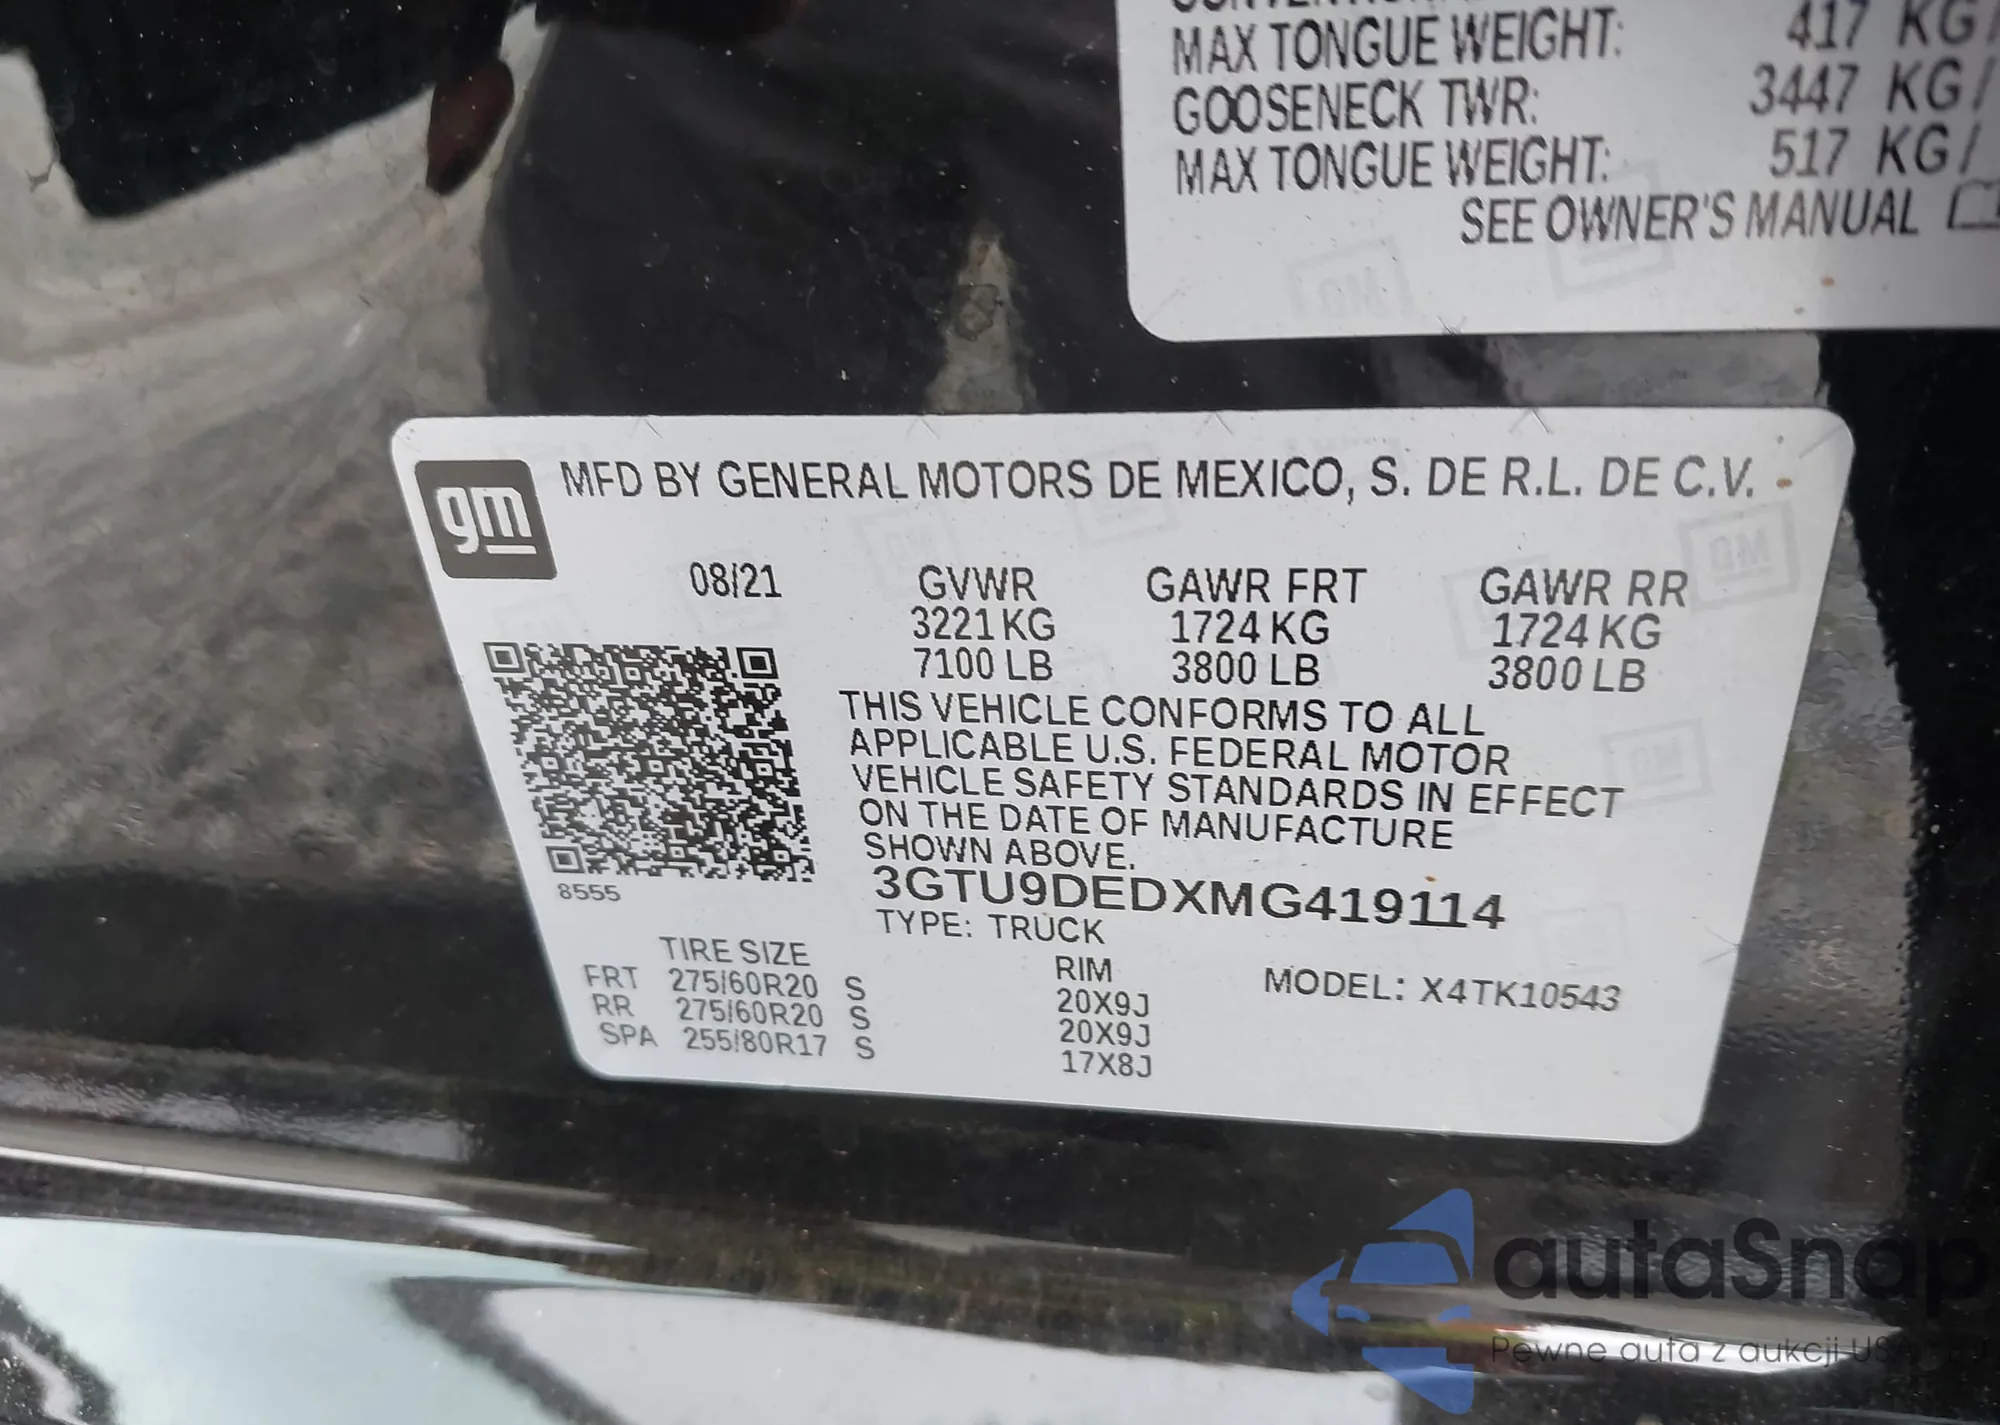 MAX TONGUE WEIGHT: 417 KG/
GOOSENECK TWR: 3447 KG/
MAX TONGUE WEIGHT: 517 KG/
SEE OWNER'S MANUAL
gm
MFD BY GENERAL MOTORS DE MEXICO, S. DE R.L. DE C.V.
08/21 GVWR GAWR FRT GAWR RR
3221 KG 1724 KG 1724 KG
7100 LB 3800 LB 3800 LB
THIS VEHICLE CONFORMS TO ALL
APPLICABLE U.S. FEDERAL MOTOR
VEHICLE SAFETY STANDARDS IN EFFECT
ON THE DATE OF MANUFACTURE
SHOWN ABOVE.
8555
3GTU9DEDXMG419114
TYPE: TRUCK
TIRE SIZE RIM MODEL: X4TK10543
FRT 275/60R20 S 20X9J
RR 275/60R20 S 20X9J
SPA 255/80R17 S 17X8J
autaSnap
Pewne auta z aukcji USA